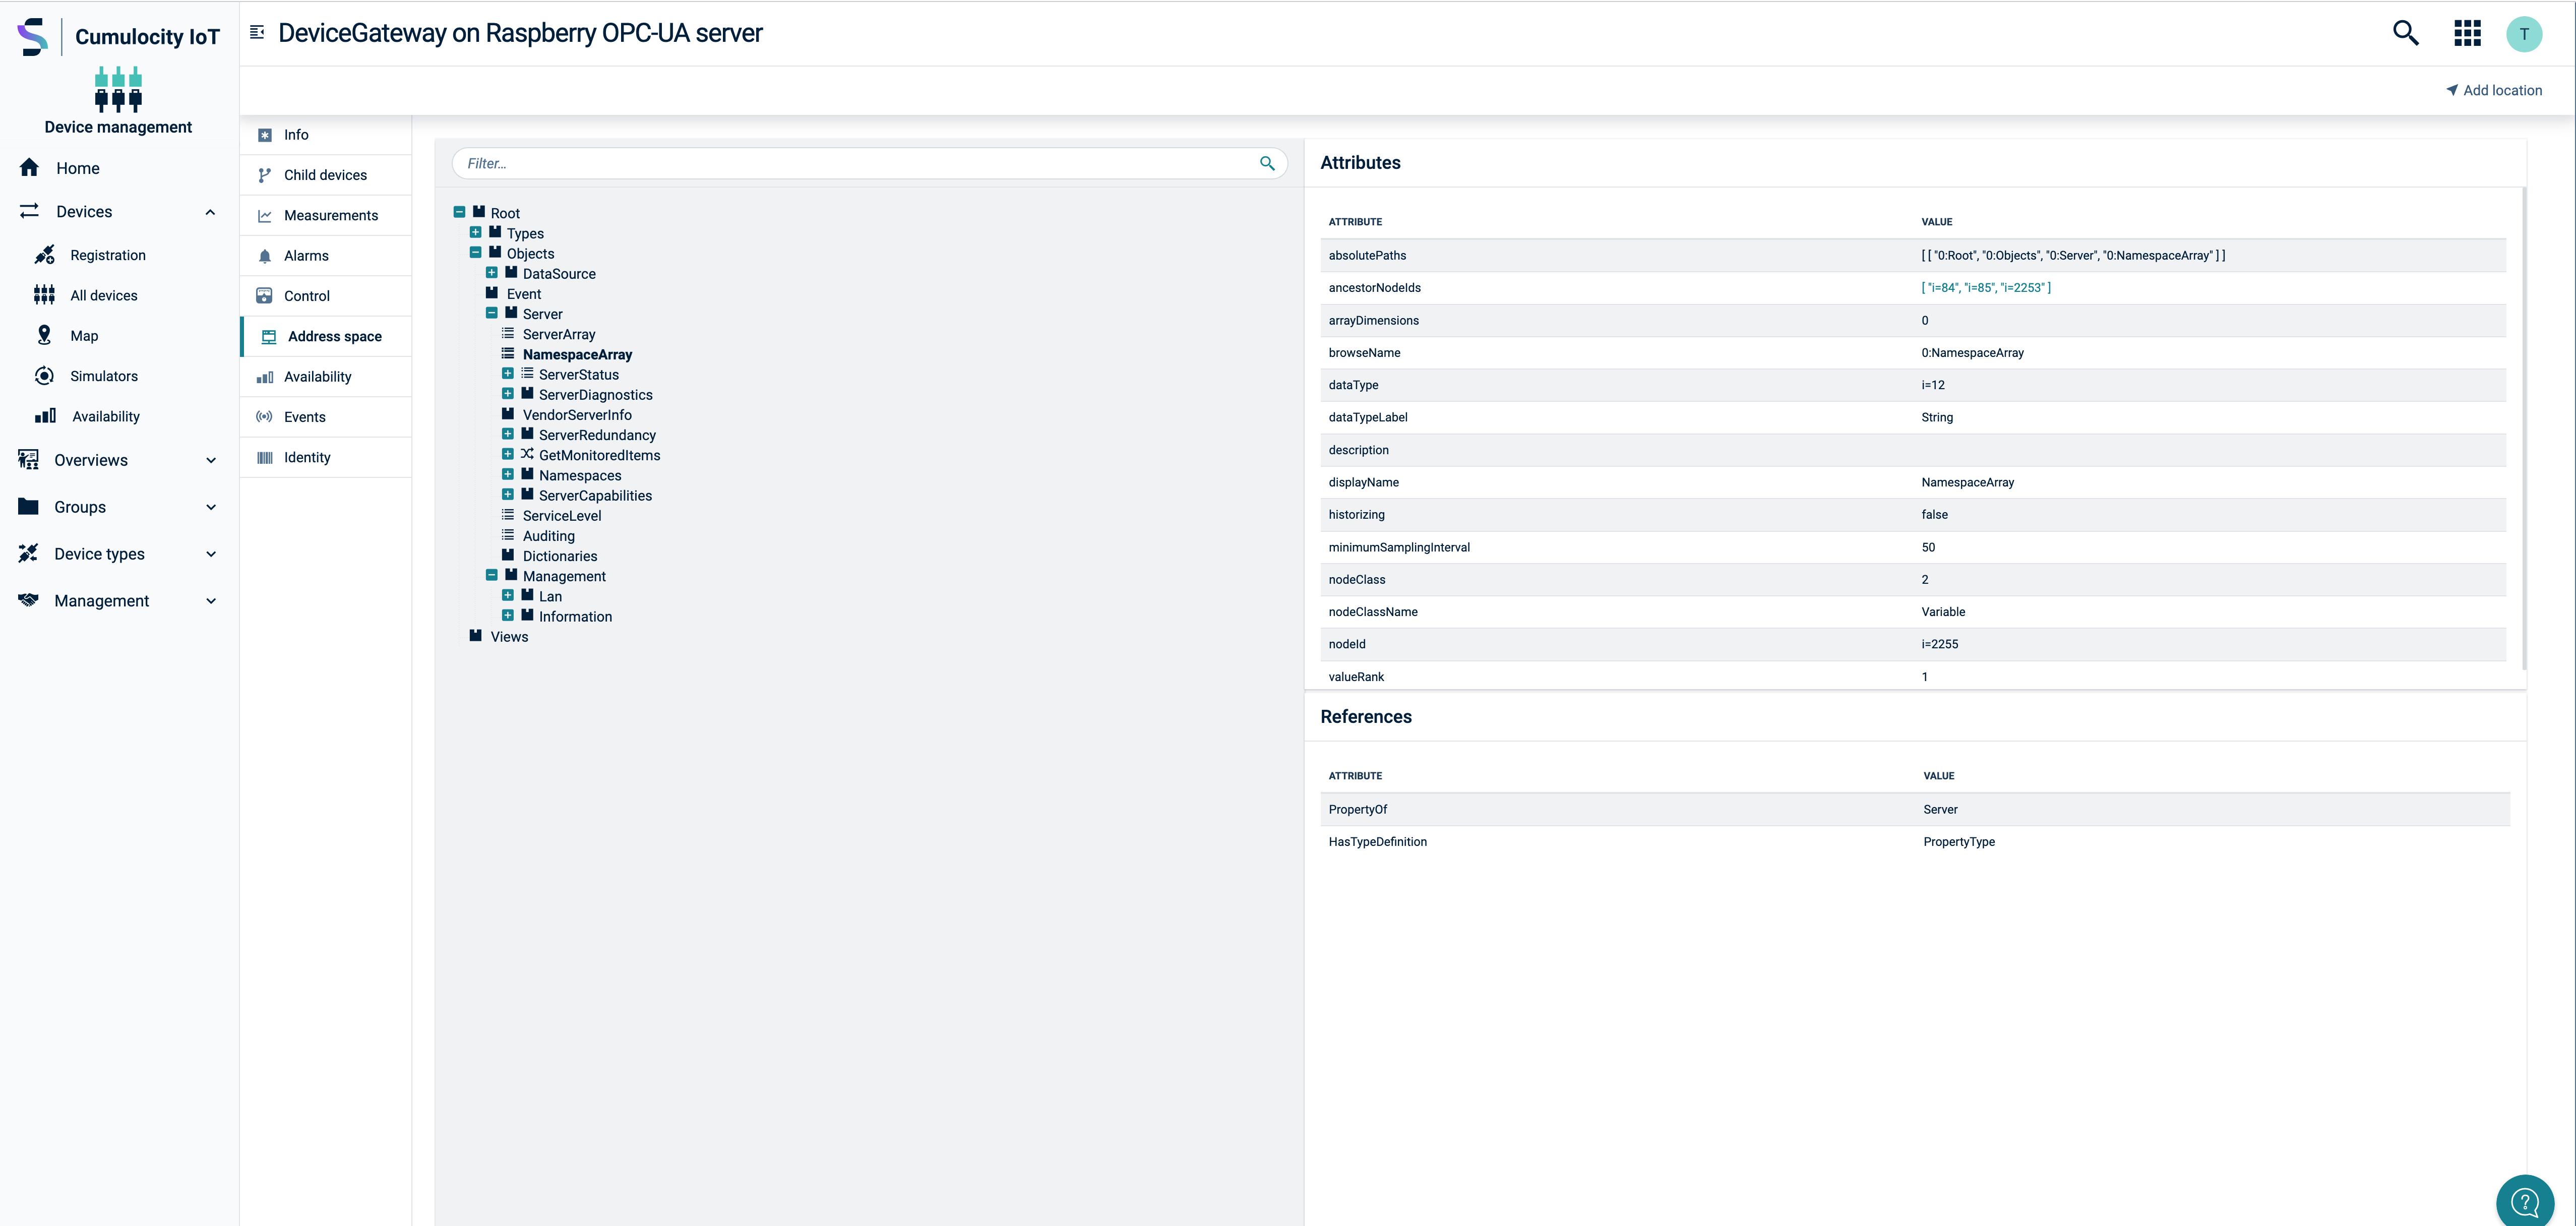 Cumulocity IoT
DeviceGateway on Raspberry OPC-UA server
T
Add location
Device management
Home
Devices
Registration
All devices
Map
Simulators
Availability
Overviews
Groups
Device types
Management
Info
Child devices
Measurements
Alarms
Control
Address space
Availability
Events
Identity
Filter...
Root
Types
Objects
DataSource
Event
Server
ServerArray
NamespaceArray
ServerStatus
ServerDiagnostics
VendorServerInfo
ServerRedundancy
GetMonitoredItems
Namespaces
ServerCapabilities
ServiceLevel
Auditing
Dictionaries
Management
Lan
Information
Views
Attributes
ATTRIBUTE VALUE
absolutePaths [ [ "0:Root", "0:Objects", "0:Server", "0:NamespaceArray" ] ]
ancestorNodeIds [ "i=84", "i=85", "i=2253" ]
arrayDimensions 0
browseName 0:NamespaceArray
dataType i=12
dataTypeLabel String
description
displayName NamespaceArray
historizing false
minimumSamplingInterval 50
nodeClass 2
nodeClassName Variable
nodeId i=2255
valueRank 1
References
ATTRIBUTE VALUE
PropertyOf Server
HasTypeDefinition PropertyType
?